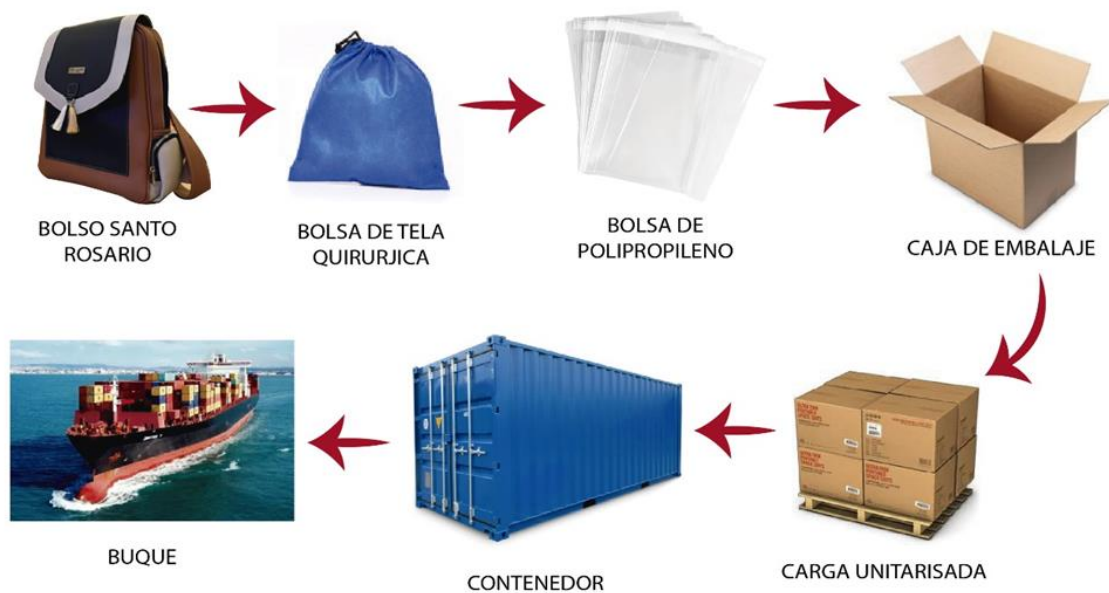 BOLSO SANTO
ROSARIO
BOLSA DE TELA
QUIRURJICA
BOLSA DE
POLIPROPILENO
CAJA DE EMBALAJE
BUQUE
CONTENEDOR
CARGA UNITARISADA